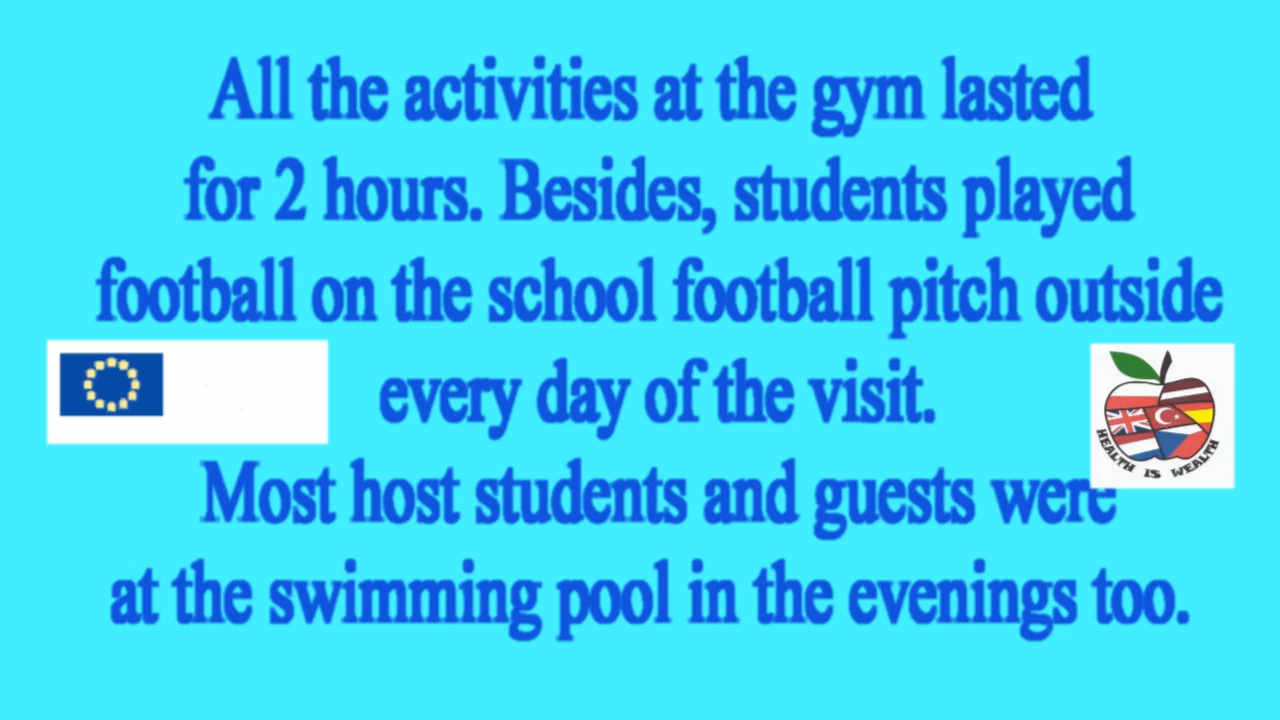 All the activities at the gym lasted
for 2 hours. Besides, students played
football on the school football pitch outside
every day of the visit.
Most host students and guests were
at the swimming pool in the evenings too.
HEALTH IS WEALTH